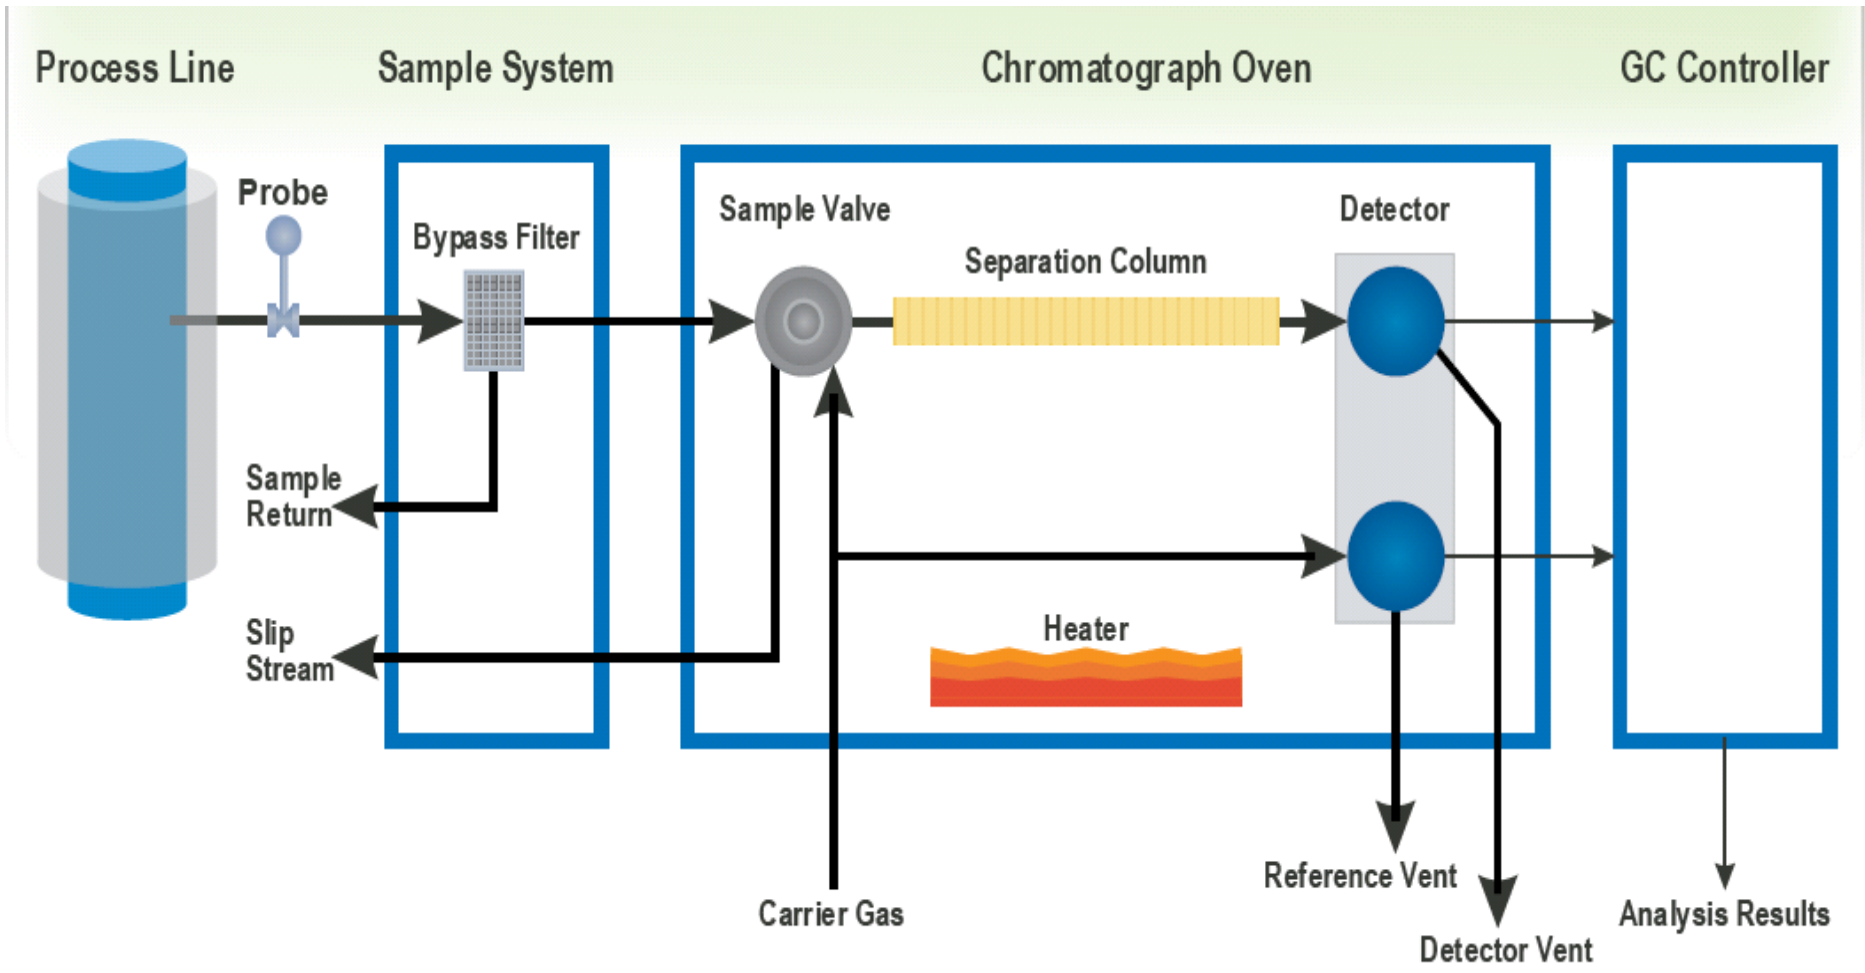 Process Line
Sample System
Chromatograph Oven
GC Controller
Probe
Bypass Filter
Sample Valve
Separation Column
Detector
Sample
Return
Slip
Stream
Heater
Carrier Gas
Reference Vent
Detector Vent
Analysis Results